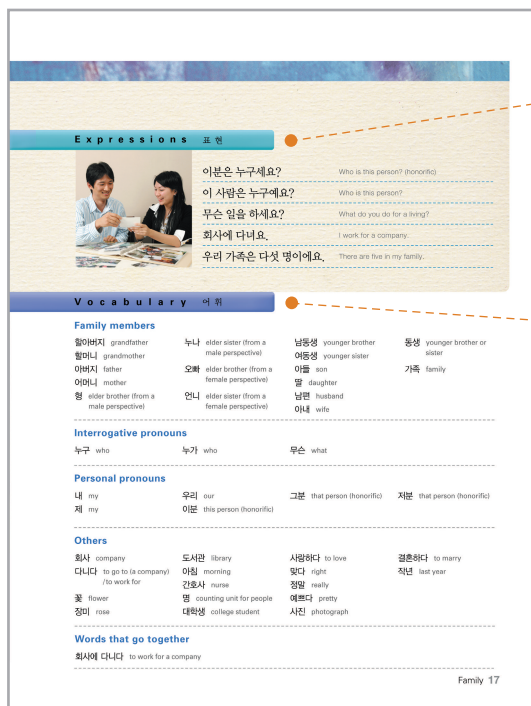 Expressions 표현
이분은 누구세요? Who is this person? (honorific)
이 사람은 누구예요? Who is this person?
무슨 일을 하세요? What do you do for a living?
회사에 다녀요. I work for a company.
우리 가족은 다섯 명이에요. There are five in my family.
Vocabulary 어휘
Family members
할아버지 grandfather
할머니 grandmother
아버지 father
어머니 mother
형 elder brother (from a
male perspective)
누나 elder sister (from a
male perspective)
오빠 elder brother (from a
female perspective)
언니 elder sister (from a
female perspective)
남동생 younger brother
여동생 younger sister
아들 son
딸 daughter
남편 husband
아내 wife
동생 younger brother or
sister
가족 family
Interrogative pronouns
누구 who
누가 who
무슨 what
Personal pronouns
내 my
제 my
우리 our
이분 this person (honorific)
그분 that person (honorific)
저분 that person (honorific)
Others
회사 company
다니다 to go to (a company)
/to work for
꽃 flower
장미 rose
도서관 library
아침 morning
간호사 nurse
명 counting unit for people
대학생 college student
사랑하다 to love
맞다 right
정말 really
예쁘다 pretty
사진 photograph
결혼하다 to marry
작년 last year
Words that go together
회사에 다니다 to work for a company
Family 17